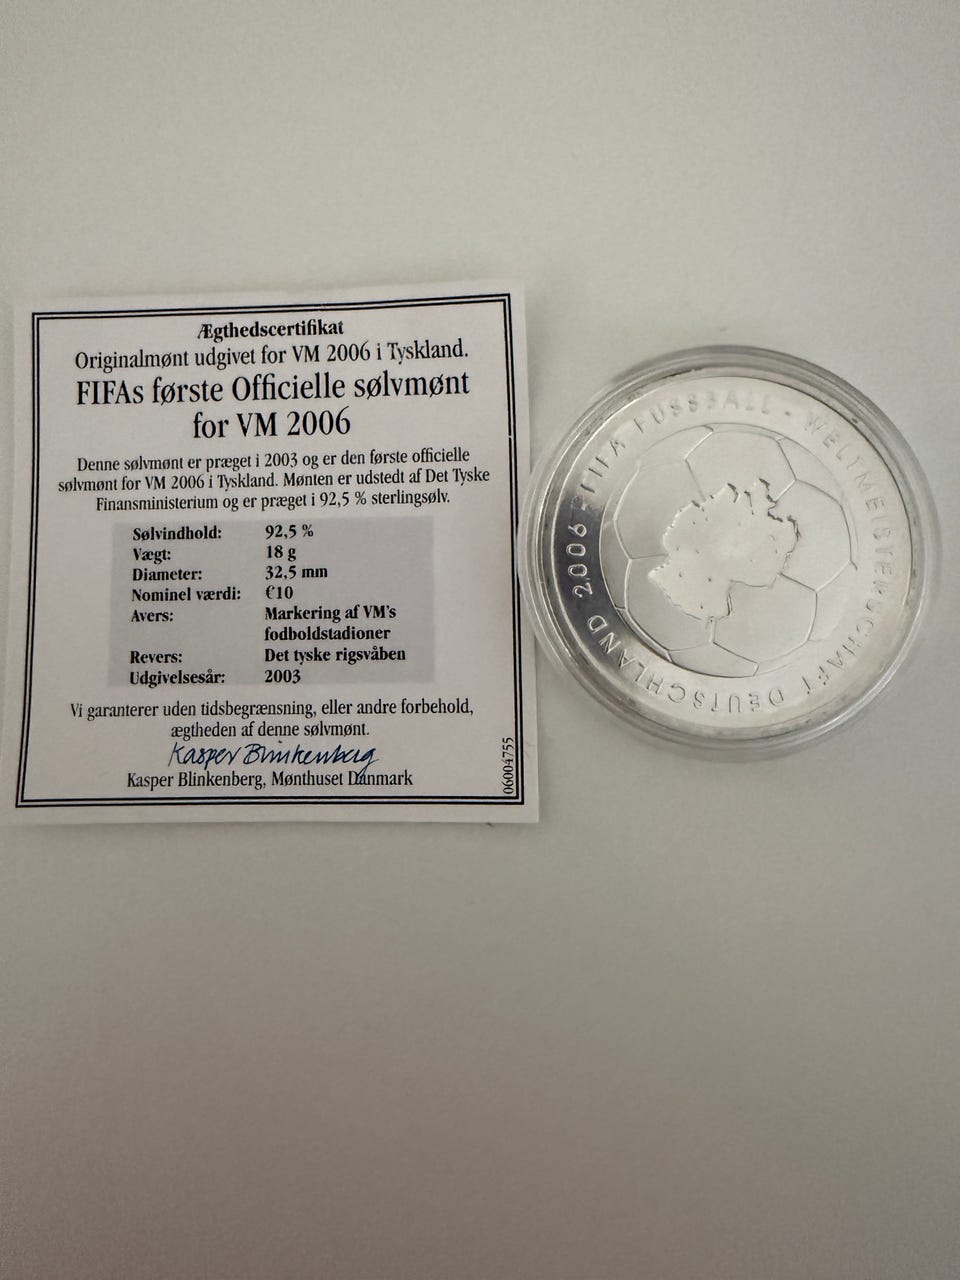 Ægthedscertifikat
Originalmønt udgivet for VM 2006 i Tyskland.
FIFAs første Officielle sølvmønt
for VM 2006
Denne sølvmønt er præget i 2003 og er den første officielle
sølvmønt for VM 2006 i Tyskland. Mønten er udstedt af Det Tyske
Finansministerium og er præget i 92,5 % sterlingsølv.
Sølvindhold: 92,5 %
Vægt: 18 g
Diameter: 32,5 mm
Nominel værdi: €10
Avers: Markering af VM's
fodboldstadioner
Revers: Det tyske rigsvåben
Udgivelsesår: 2003
Vi garanterer uden tidsbegrænsning, eller andre forbehold,
ægtheden af denne sølvmønt.
Kasper Blinkenberg
Kasper Blinkenberg, Mønthuset Danmark
06004755
FIFA FUSSBALL - WELTMEISTERSCHAFT DEUTSCHLAND 2006 -